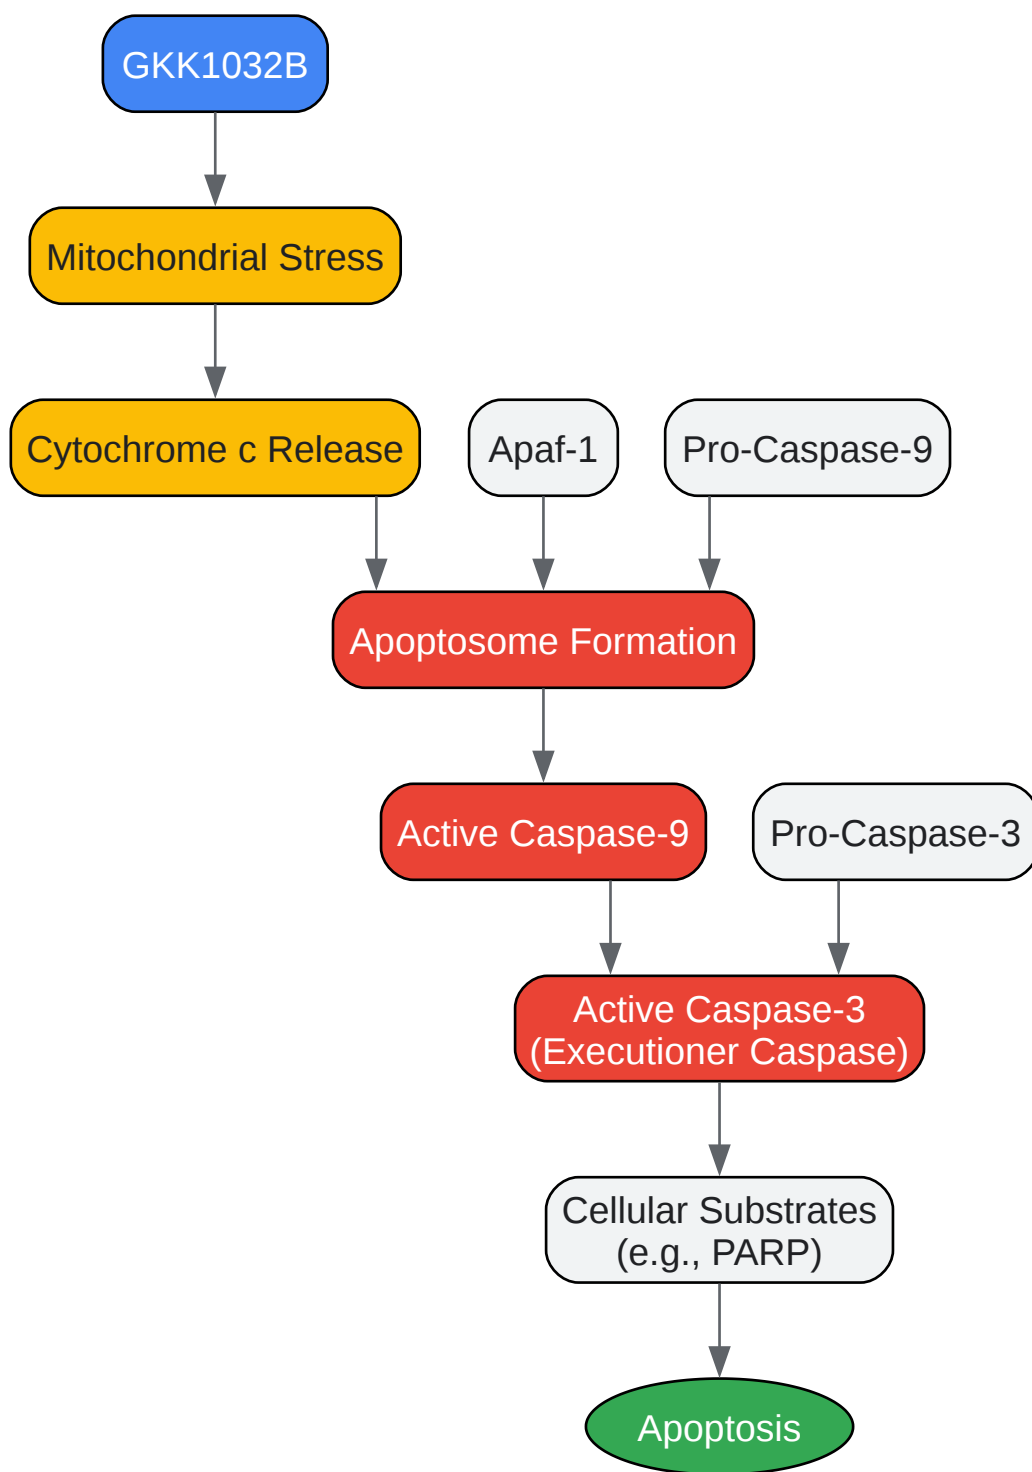 GKK1032B
Mitochondrial Stress
Cytochrome c Release
Apaf-1
Pro-Caspase-9
Apoptosome Formation
Active Caspase-9
Pro-Caspase-3
Active Caspase-3
(Executioner Caspase)
Cellular Substrates
(e.g., PARP)
Apoptosis